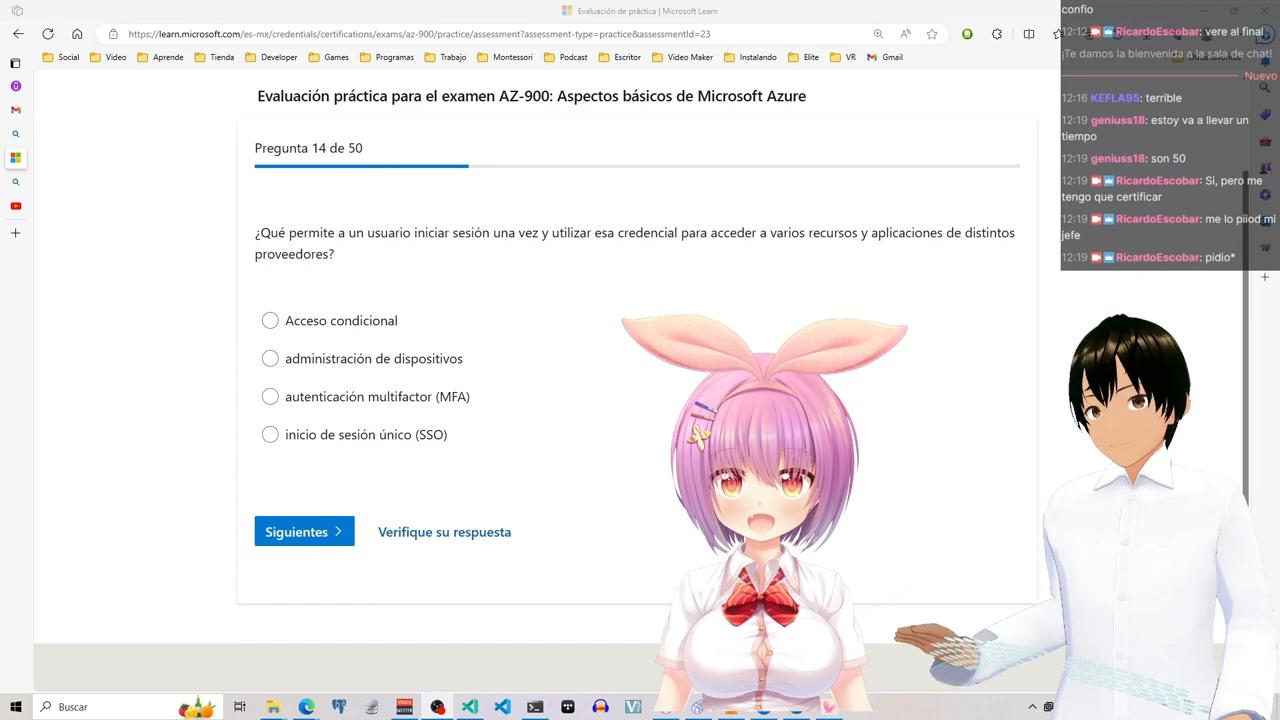 Evaluación de práctica | Microsoft Learn
https://learn.microsoft.com/es-mx/credentials/certifications/exams/az-900/practice/assessment?assessment-type=practice&assessmentId=23
Social Video Aprende Tienda Developer Games Programas Trabajo Montessori Podcast Escritor Video Maker Instalando Elite VR Gmail
Evaluación práctica para el examen AZ-900: Aspectos básicos de Microsoft Azure
Pregunta 14 de 50
¿Qué permite a un usuario iniciar sesión una vez y utilizar esa credencial para acceder a varios recursos y aplicaciones de distintos
proveedores?
Acceso condicional
administración de dispositivos
autenticación multifactor (MFA)
inicio de sesión único (SSO)
Siguientes
Verifique su respuesta
confio
12:12 RicardoEscobar: vere al final
¡Te damos la bienvenida a la sala de chat!
Nuevo
12:16 KEFLA95: terrible
12:19 geniuss18: estoy va a llevar un
tiempo
12:19 geniuss18: son 50
12:19 RicardoEscobar: Si, pero me
tengo que certificar
12:19 RicardoEscobar: me lo piiod mi
jefe
12:19 RicardoEscobar: pidio*
Buscar